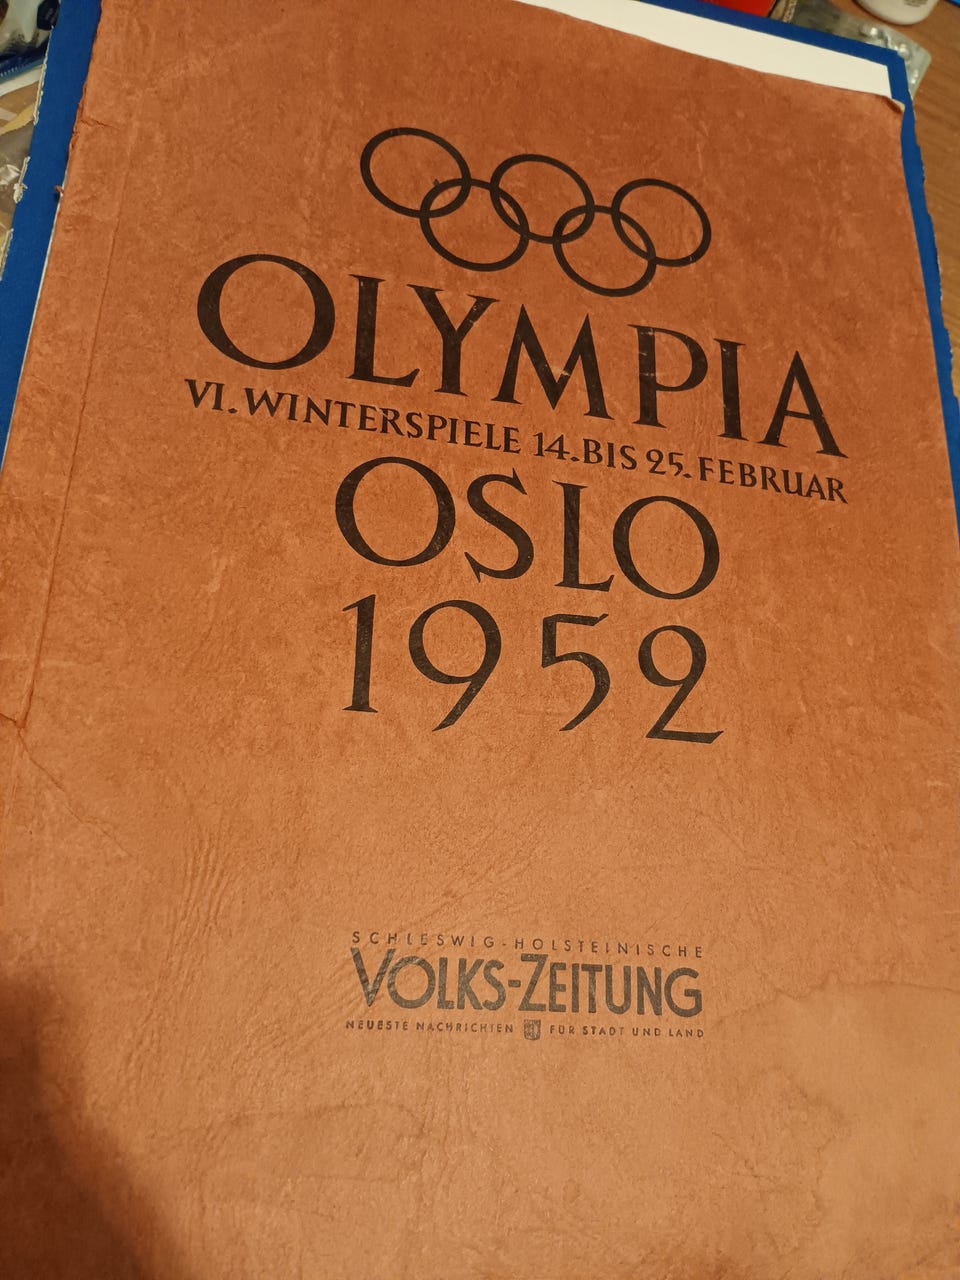 OLYMPIA
VI. WINTERSPIELE 14. BIS 25. FEBRUAR
OSLO
1952
SCHLESWIG-HOLSTEINISCHE
VOLKS-ZEITUNG
NEUESTE NACHRICHTEN FÜR STADT UND LAND